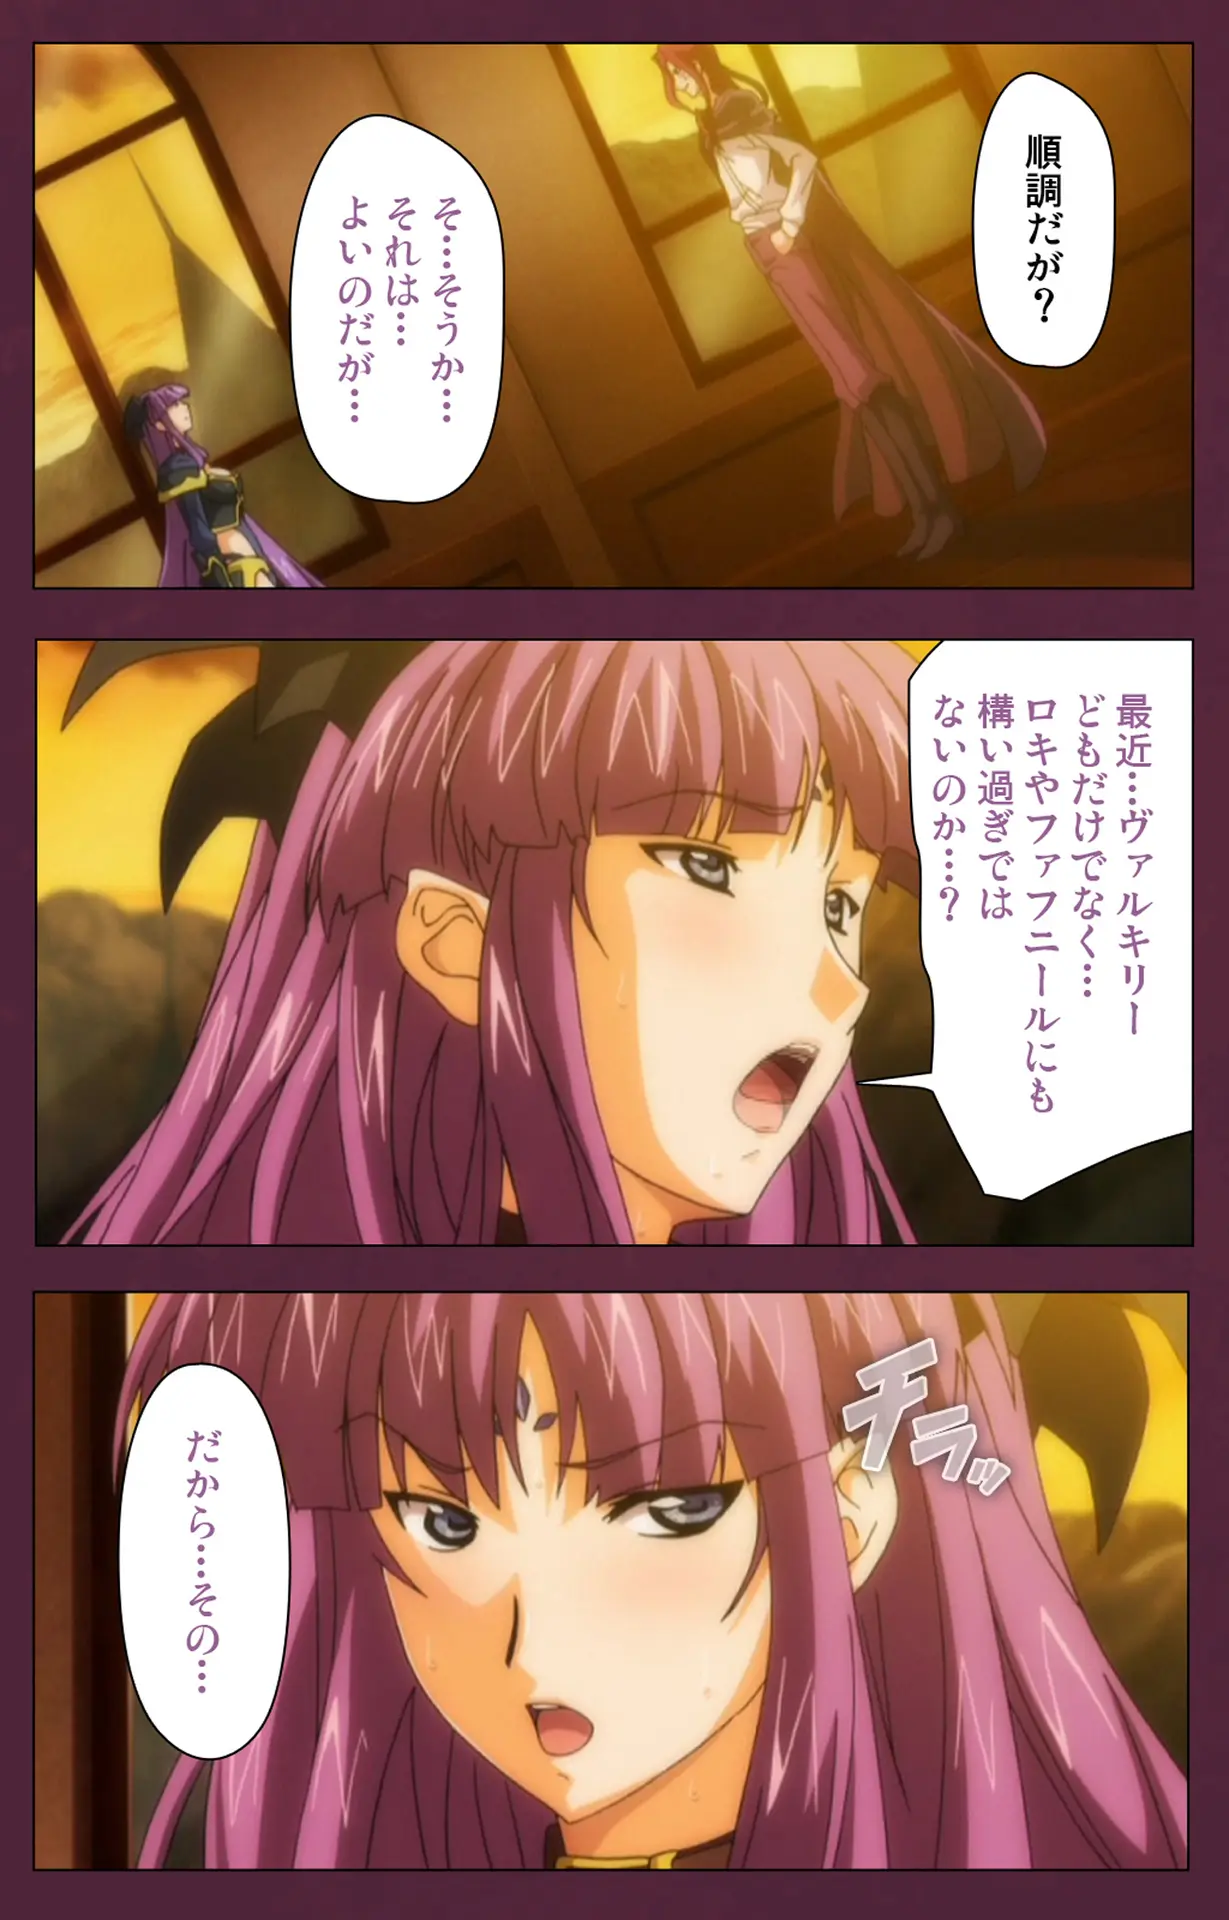 順調だが?
そ…そうか…
それは…
よいのだが…
最近…ヴァルキリー
どもだけでなく…
ロキやファフニールにも
構い過ぎでは
ないのか…?
チラッ
だから…その…